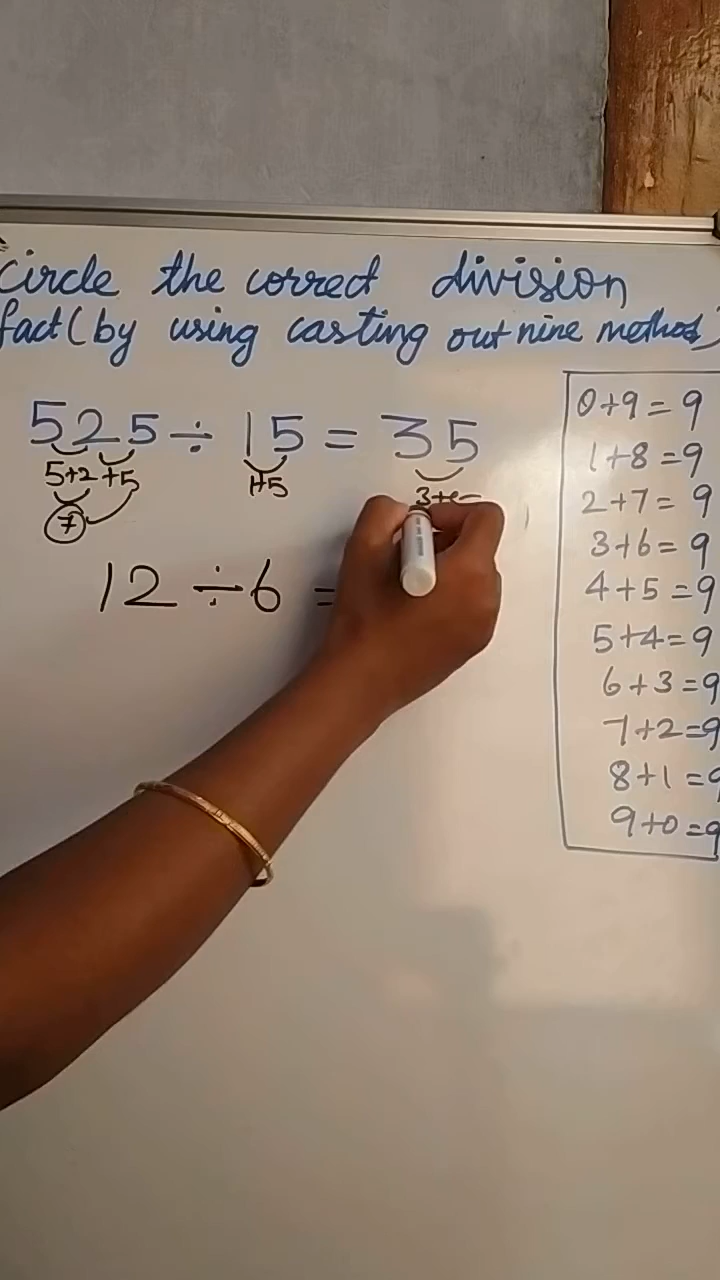 Circle the correct division
fact (by using casting out nine method)
525 ÷ 15 = 35
5+2 +5
1+5
7
12 ÷ 6 =
0+9 = 9
1+8 = 9
2+7 = 9
3+6 = 9
4+5 = 9
5+4 = 9
6+3 = 9
7+2 = 9
8+1 = 9
9+0 = 9